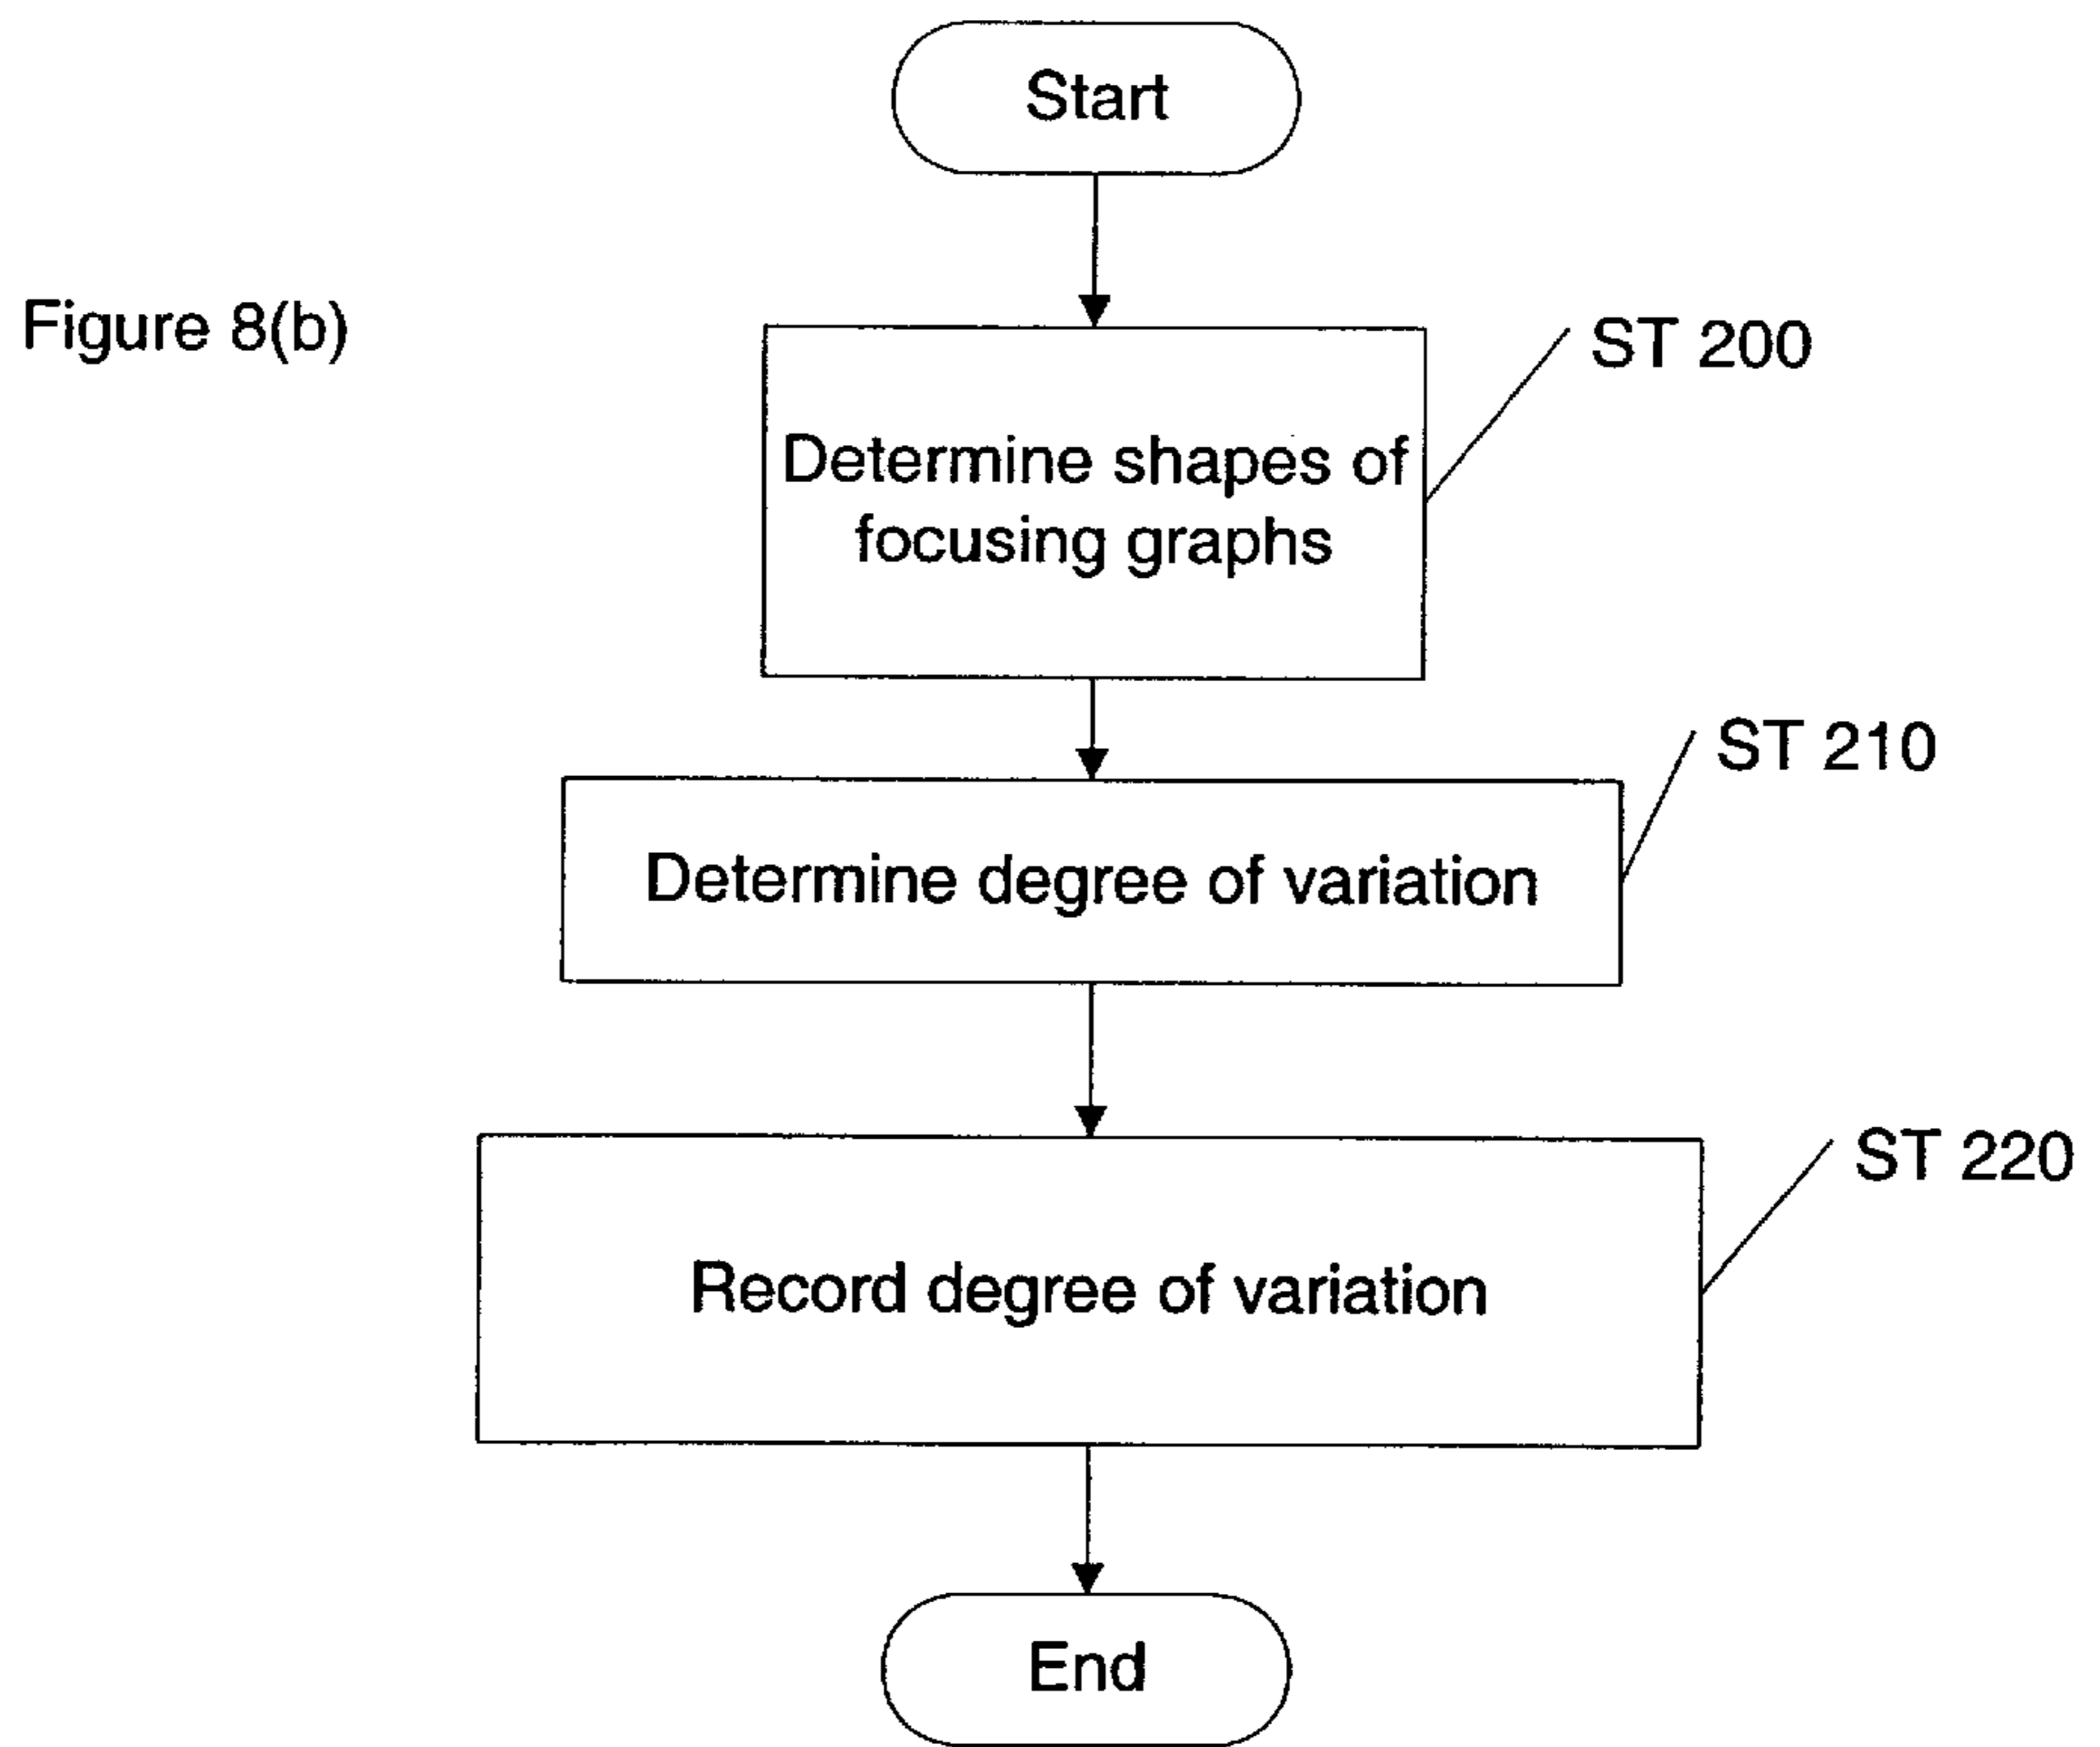 Start
Figure 8(b)
ST 200
Determine shapes of
focusing graphs
ST 210
Determine degree of variation
ST 220
Record degree of variation
End